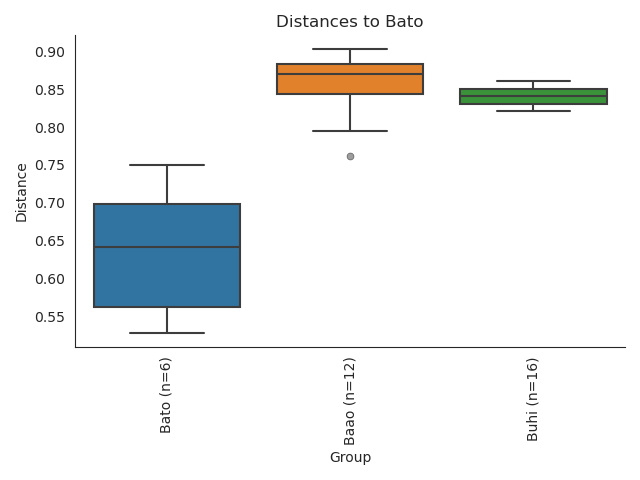 Distances to Bato
0.90
0.85
0.80
0.75
0.70
0.65
0.60
0.55
Distance
Bato (n=6)
Baao (n=12)
Buhi (n=16)
Group